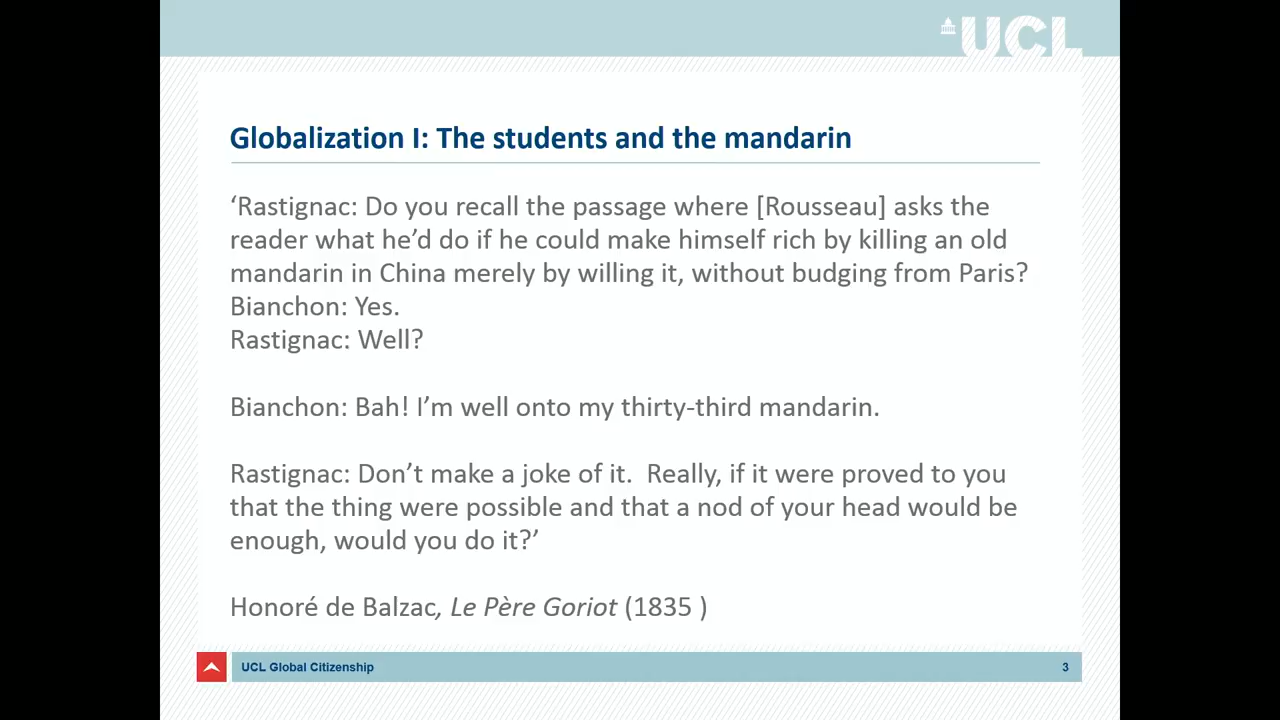 UCL
Globalization I: The students and the mandarin
‘Rastignac: Do you recall the passage where [Rousseau] asks the
reader what he’d do if he could make himself rich by killing an old
mandarin in China merely by willing it, without budging from Paris?
Bianchon: Yes.
Rastignac: Well?
Bianchon: Bah! I’m well onto my thirty-third mandarin.
Rastignac: Don’t make a joke of it.  Really, if it were proved to you
that the thing were possible and that a nod of your head would be
enough, would you do it?’
Honoré de Balzac, Le Père Goriot (1835 )
UCL Global Citizenship
3